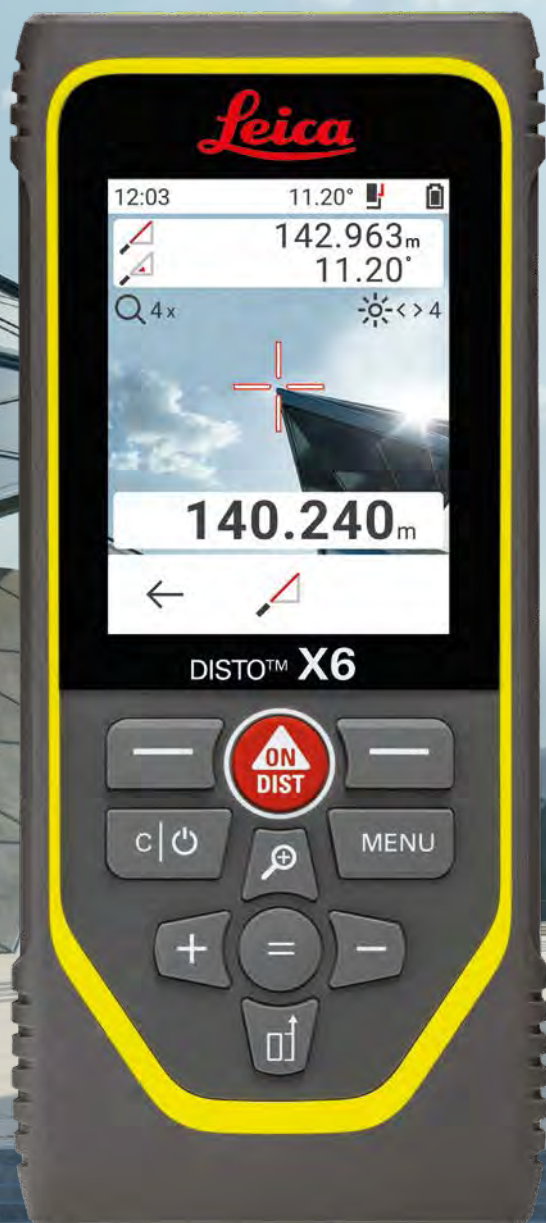 Leica
12:03 11.20°
142.963m
11.20°
4x < > 4
140.240m
DISTO™ X6
ON
DIST
C
MENU
+ = −